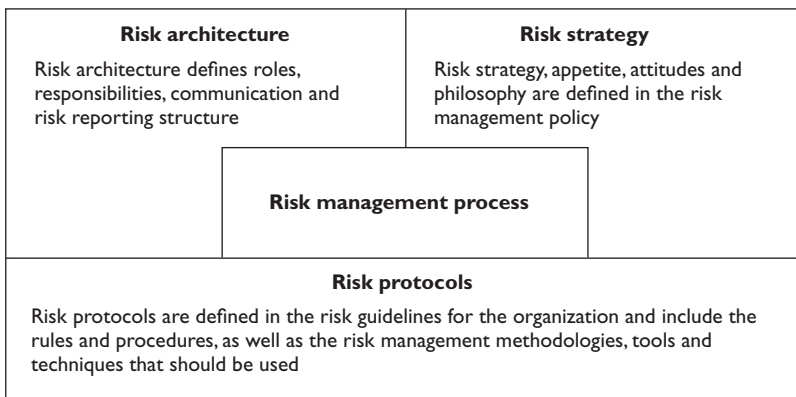 Risk architecture
Risk architecture defines roles,
responsibilities, communication and
risk reporting structure
Risk strategy
Risk strategy, appetite, attitudes and
philosophy are defined in the risk
management policy
Risk management process
Risk protocols
Risk protocols are defined in the risk guidelines for the organization and include the
rules and procedures, as well as the risk management methodologies, tools and
techniques that should be used